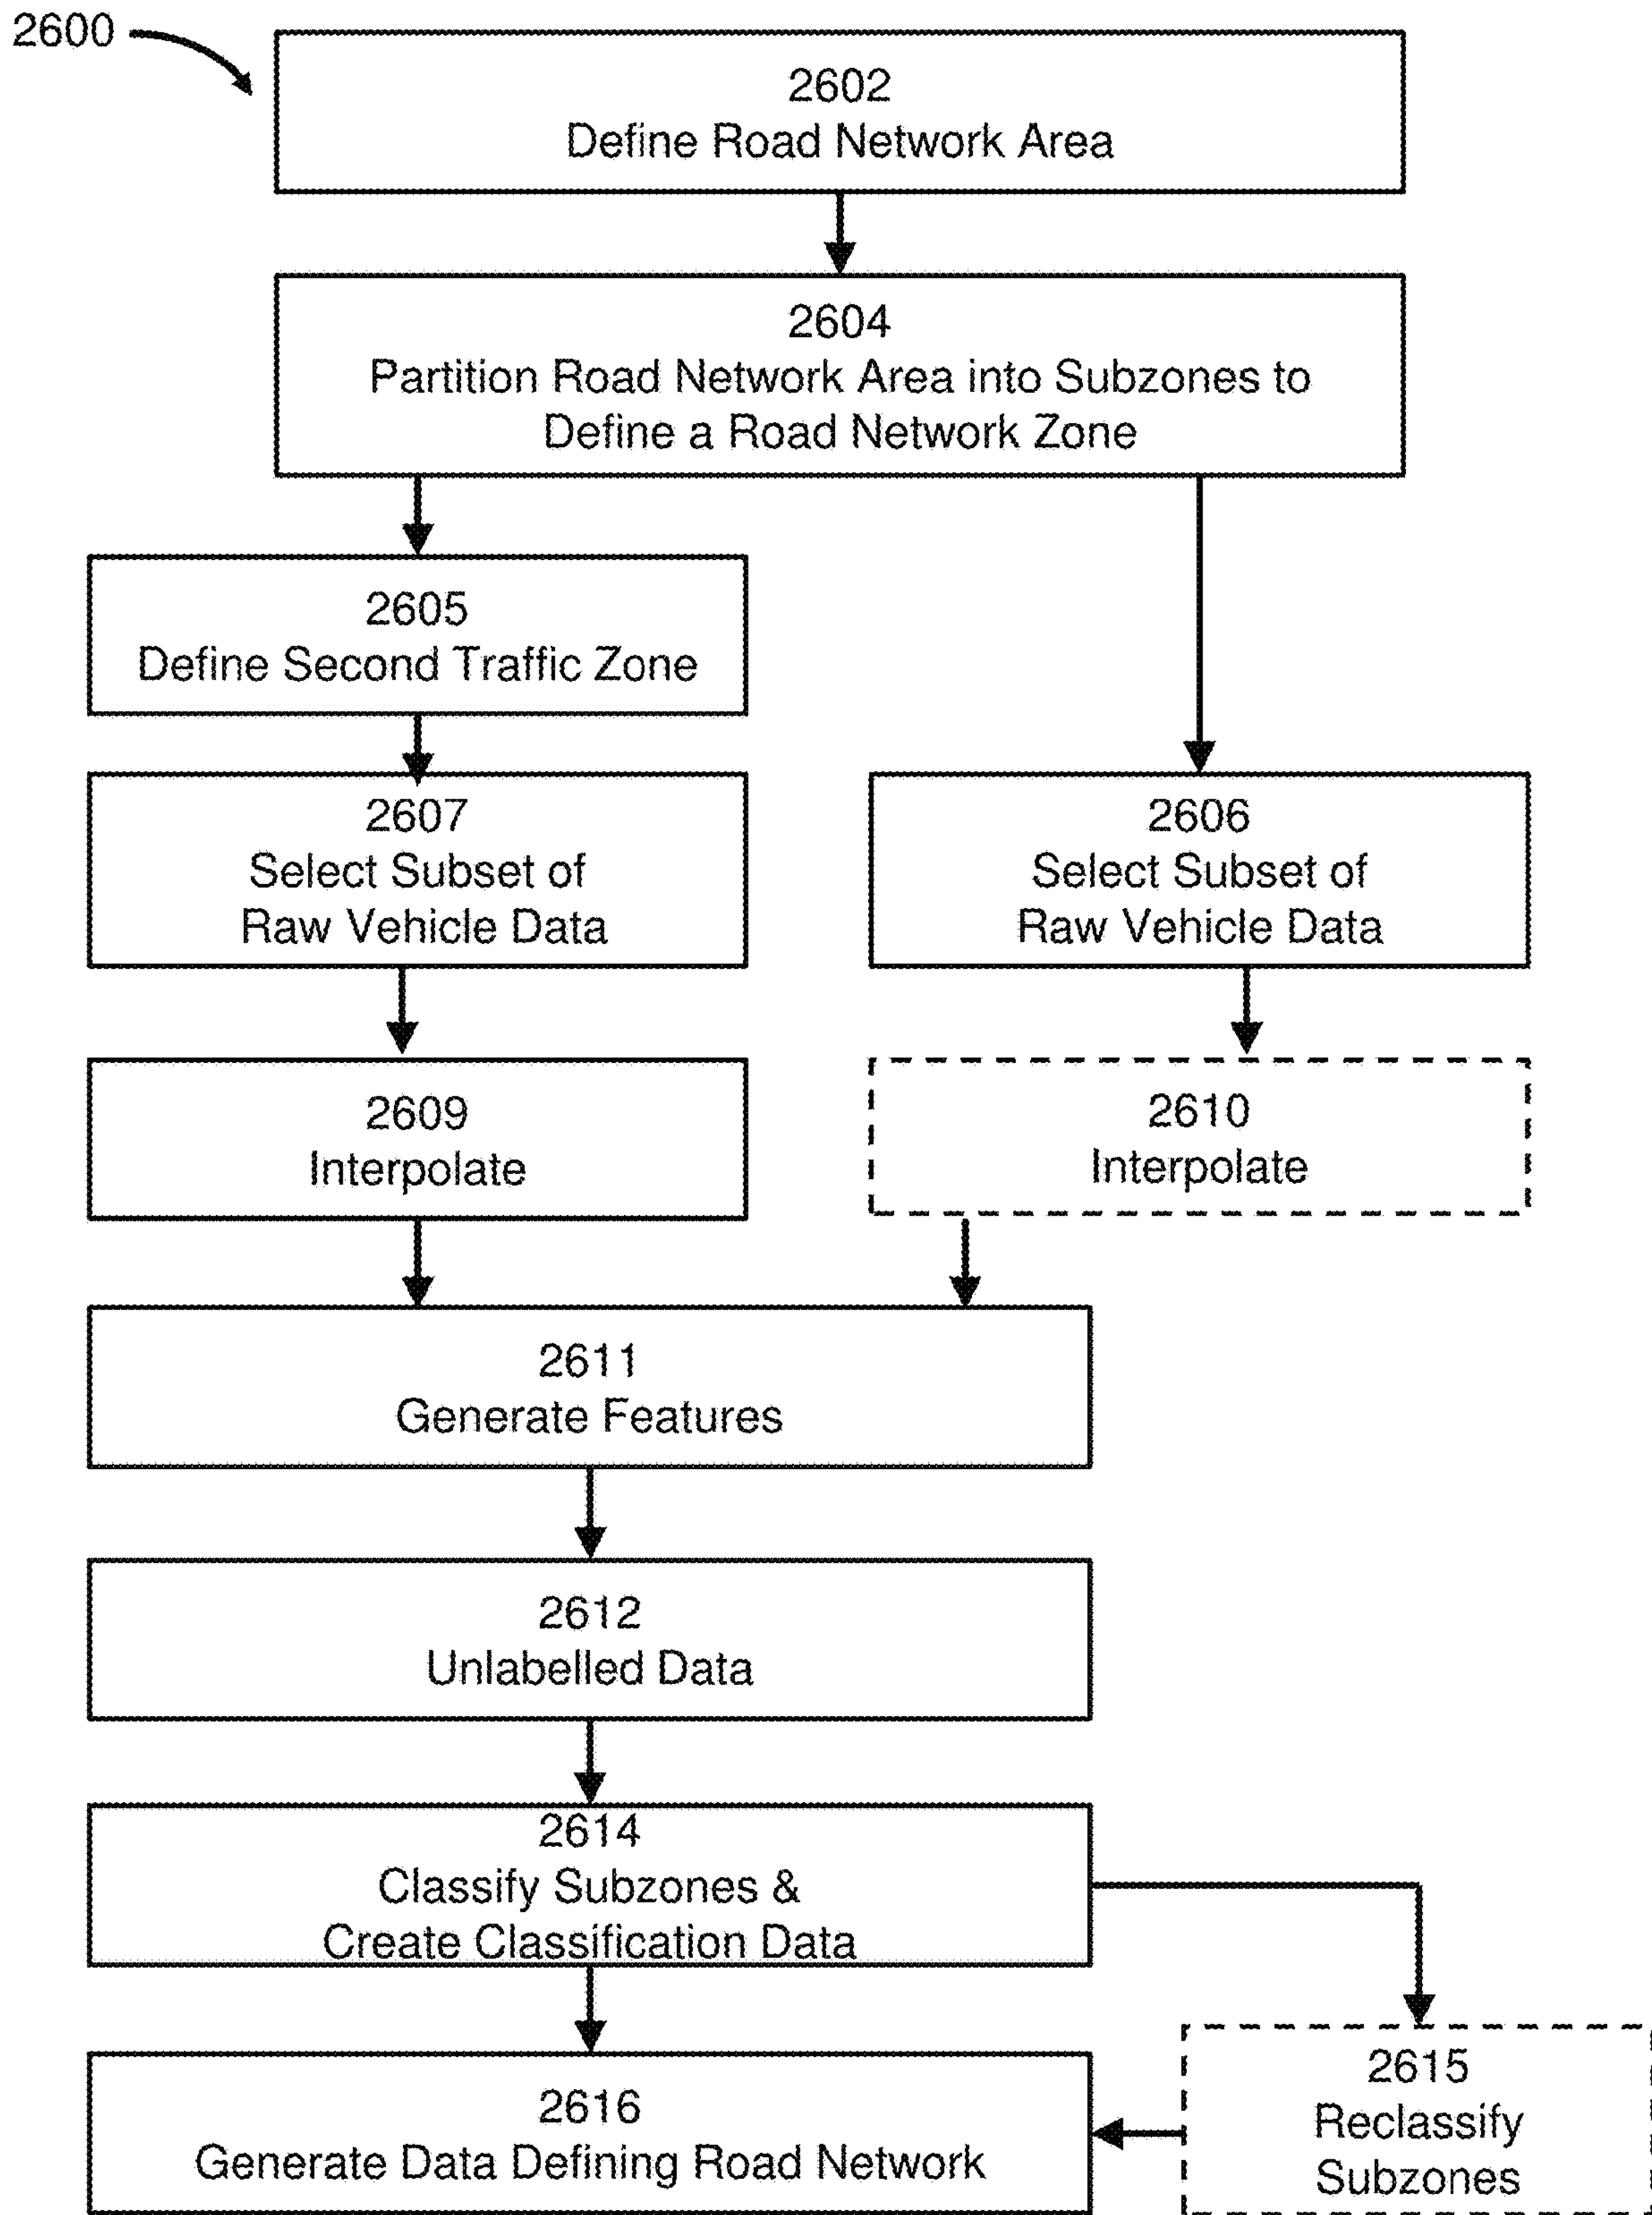 2600
2602
Define Road Network Area
2604
Partition Road Network Area into Subzones to
Define a Road Network Zone
2605
Define Second Traffic Zone
2607
Select Subset of
Raw Vehicle Data
2606
Select Subset of
Raw Vehicle Data
2609
Interpolate
2610
Interpolate
2611
Generate Features
2612
Unlabelled Data
2614
Classify Subzones &
Create Classification Data
2615
Reclassify
Subzones
2616
Generate Data Defining Road Network